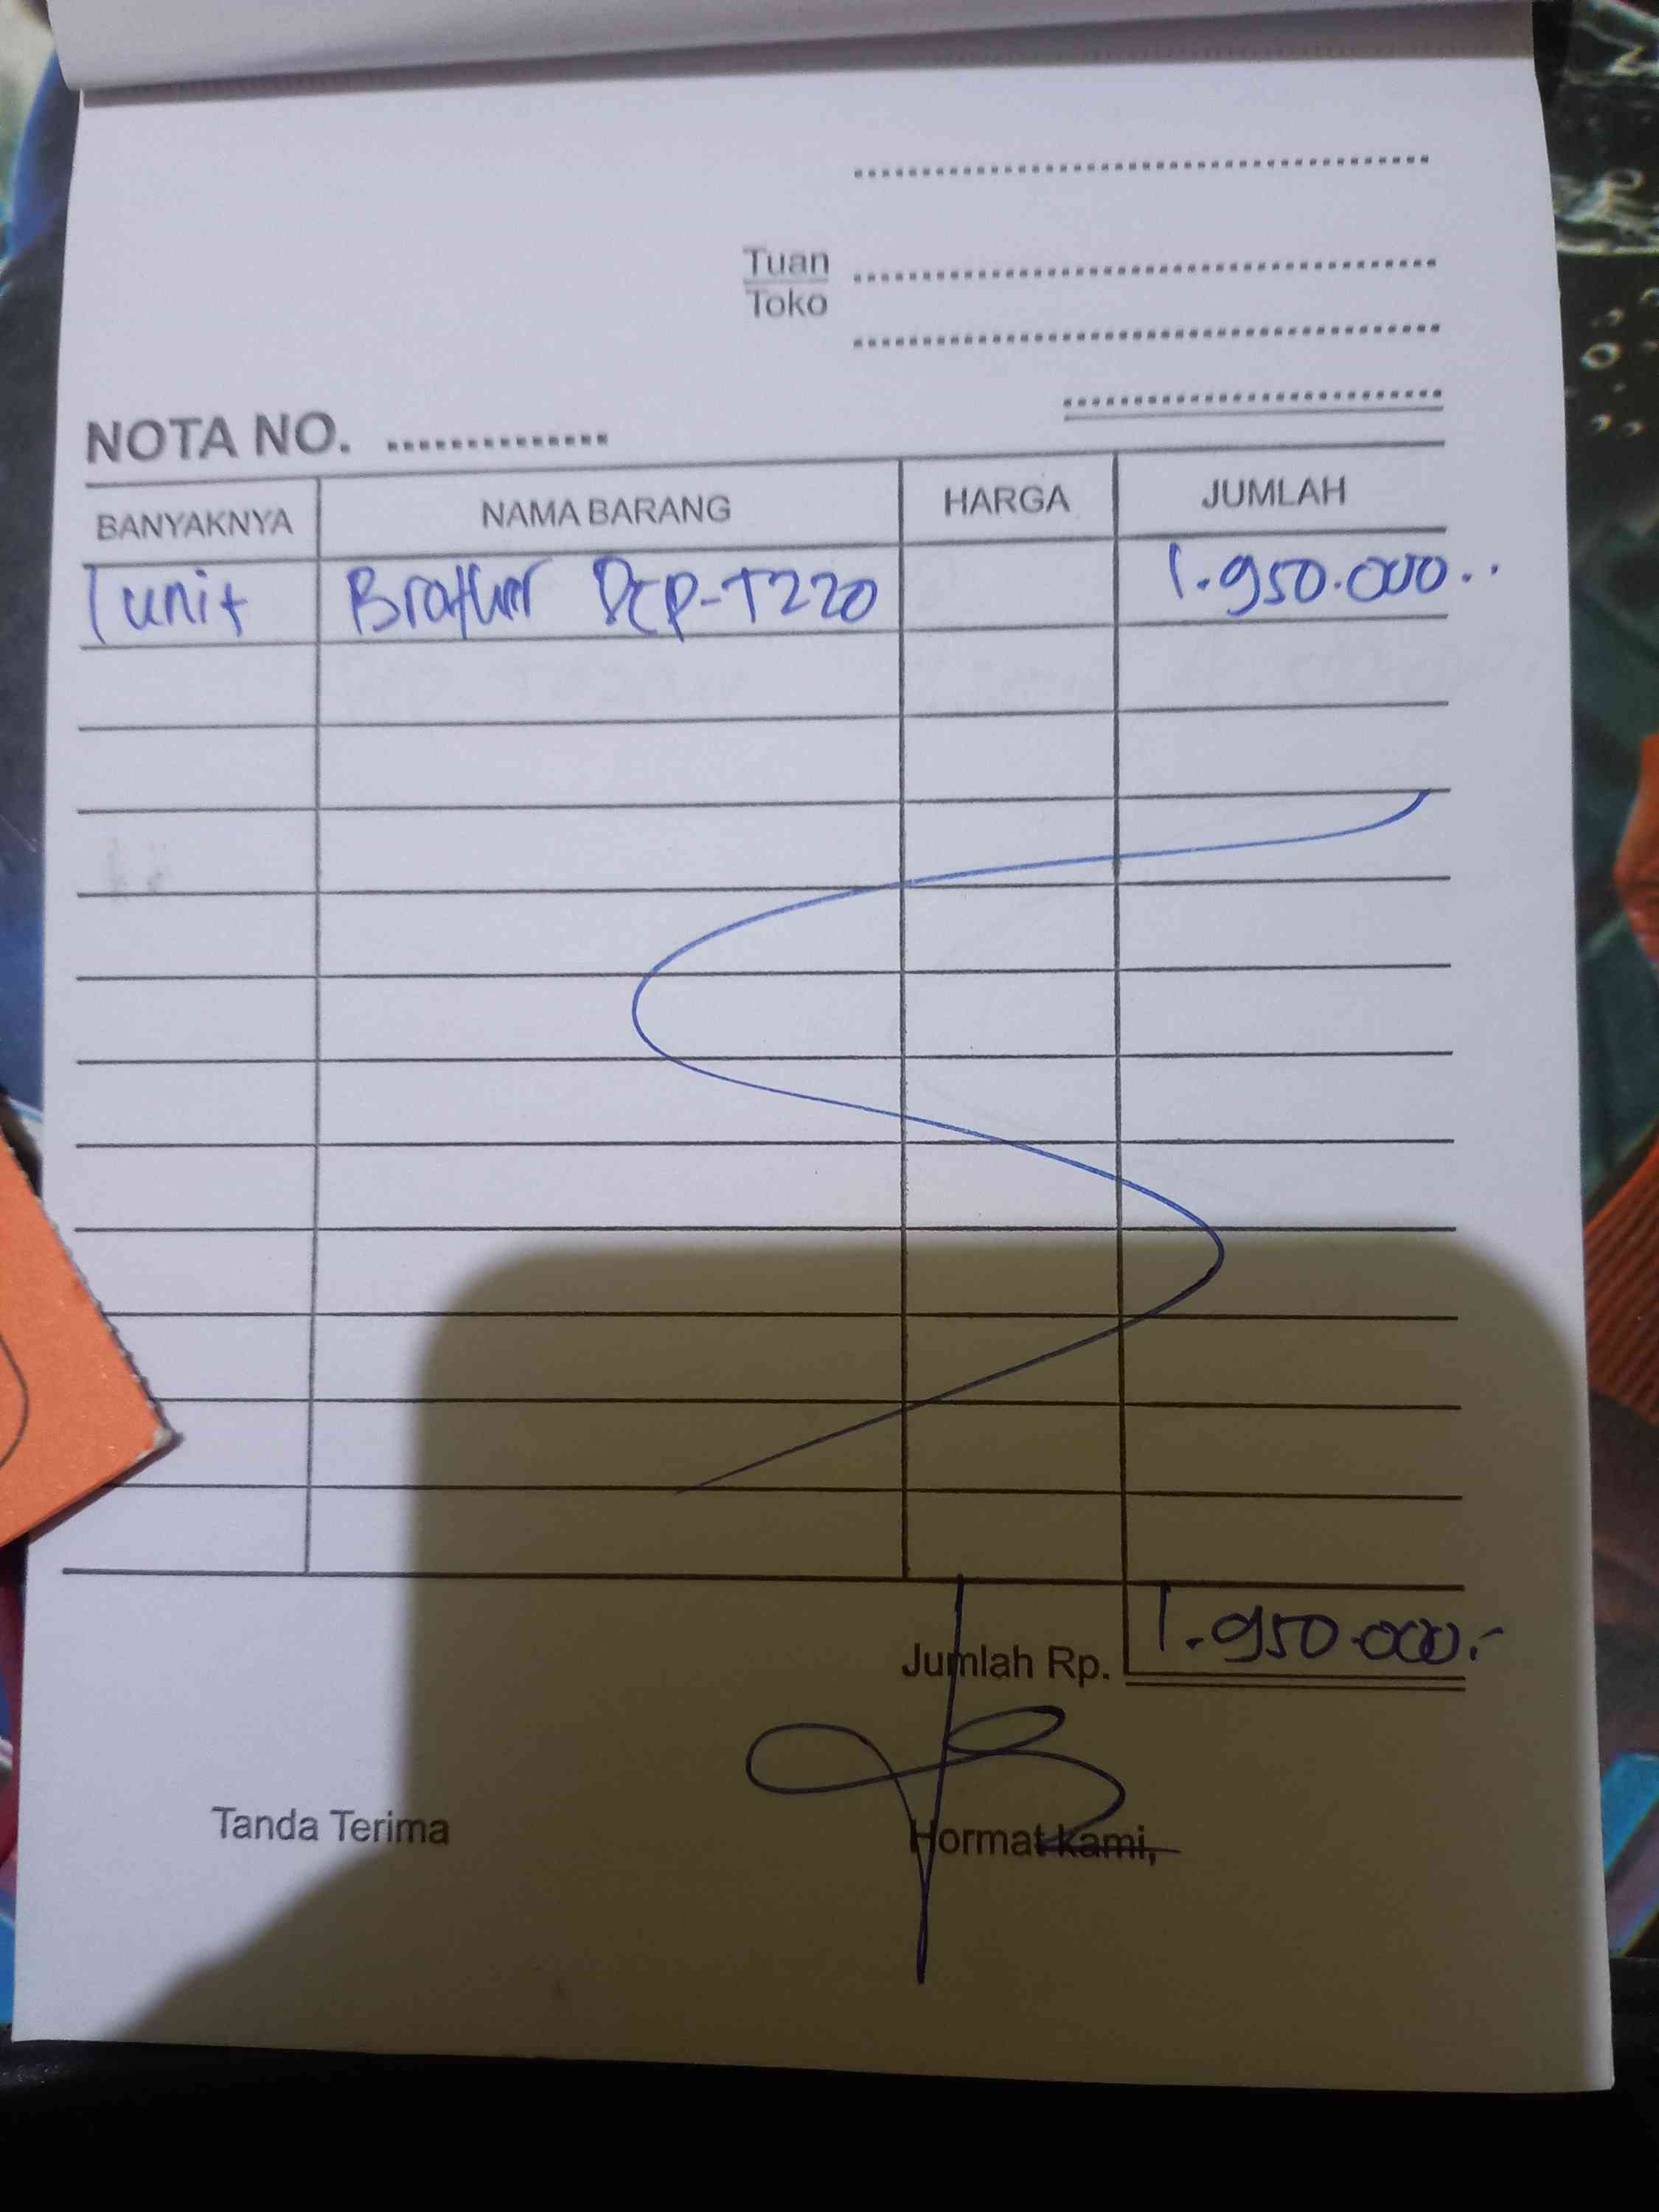 Tuan
Toko
NOTA NO.
BANYAKNYA NAMA BARANG HARGA JUMLAH
1 unit Brother DCP-T220 1.950.000..
Jumlah Rp. 1.950.000.-
Tanda Terima Hormat kami,